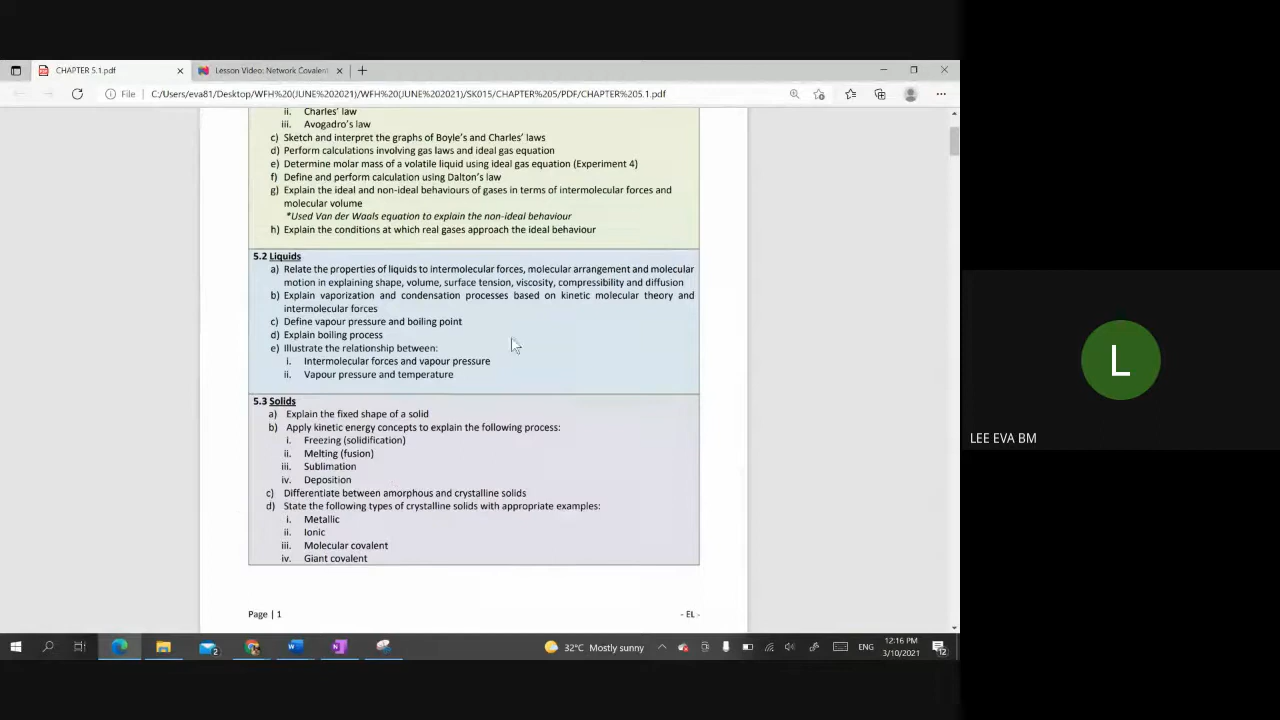 CHAPTER 5.1.pdf
Lesson Video: Network Covalent
File
C:/Users/eva81/Desktop/WFH%20(JUNE%202021)/WFH%20(JUNE%202021)/SK015/CHAPTER%205/PDF/CHAPTER%205.1.pdf
ii. Charles' law
iii. Avogadro's law
c) Sketch and interpret the graphs of Boyle's and Charles' laws
d) Perform calculations involving gas laws and ideal gas equation
e) Determine molar mass of a volatile liquid using ideal gas equation (Experiment 4)
f) Define and perform calculation using Dalton's law
g) Explain the ideal and non-ideal behaviours of gases in terms of intermolecular forces and
molecular volume
*Used Van der Waals equation to explain the non-ideal behaviour
h) Explain the conditions at which real gases approach the ideal behaviour
5.2 Liquids
a) Relate the properties of liquids to intermolecular forces, molecular arrangement and molecular
motion in explaining shape, volume, surface tension, viscosity, compressibility and diffusion
b) Explain vaporization and condensation processes based on kinetic molecular theory and
intermolecular forces
c) Define vapour pressure and boiling point
d) Explain boiling process
e) Illustrate the relationship between:
i. Intermolecular forces and vapour pressure
ii. Vapour pressure and temperature
5.3 Solids
a) Explain the fixed shape of a solid
b) Apply kinetic energy concepts to explain the following process:
i. Freezing (solidification)
ii. Melting (fusion)
iii. Sublimation
iv. Deposition
c) Differentiate between amorphous and crystalline solids
d) State the following types of crystalline solids with appropriate examples:
i. Metallic
ii. Ionic
iii. Molecular covalent
iv. Giant covalent
Page | 1
- EL -
L
LEE EVA BM
32°C Mostly sunny
ENG
12:16 PM
3/10/2021